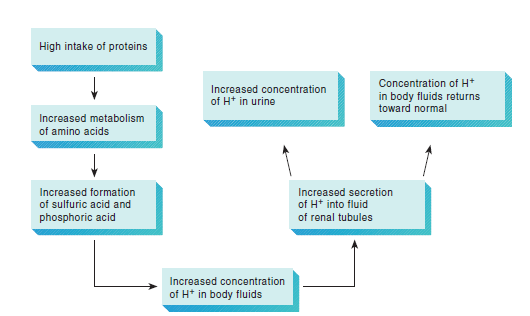 High intake of proteins
Increased metabolism
of amino acids
Increased formation
of sulfuric acid and
phosphoric acid
Increased concentration
of H⁺ in body fluids
Increased secretion
of H⁺ into fluid
of renal tubules
Increased concentration
of H⁺ in urine
Concentration of H⁺
in body fluids returns
toward normal